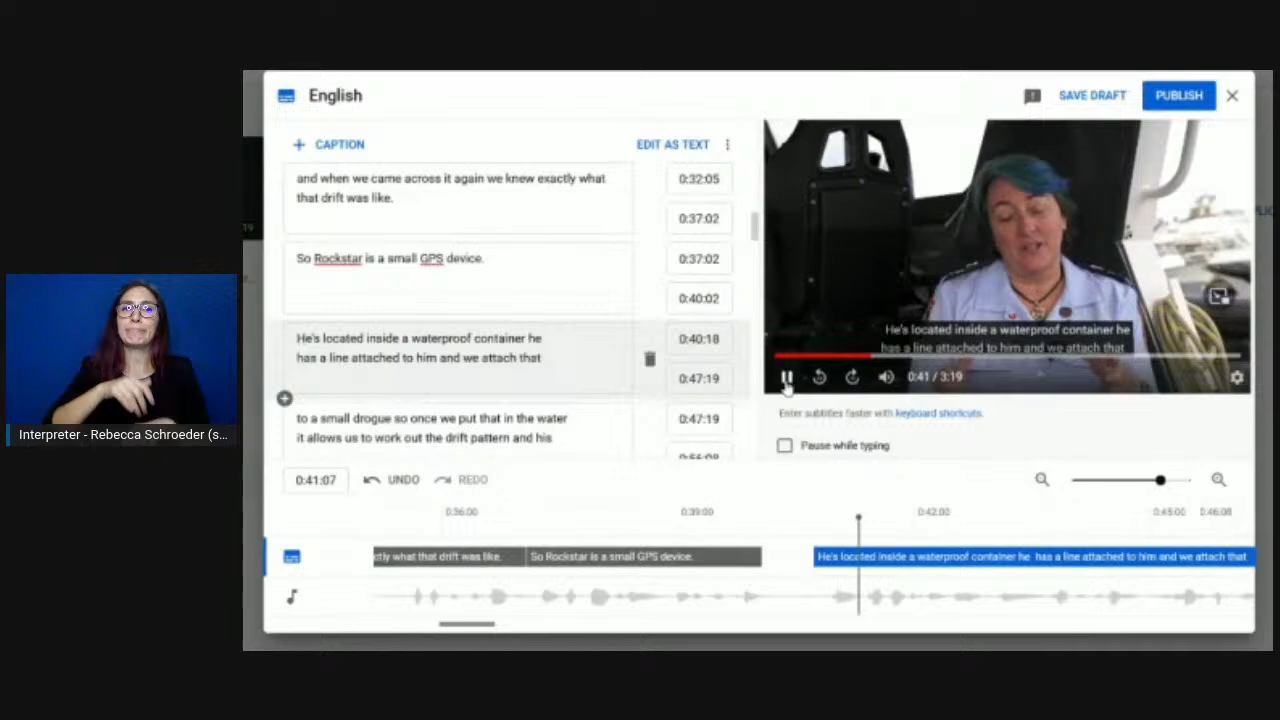 English
SAVE DRAFT
PUBLISH
CAPTION
EDIT AS TEXT
and when we came across it again we knew exactly what
that drift was like.
0:32:05
0:37:02
So Rockstar is a small GPS device.
0:37:02
0:40:02
He's located inside a waterproof container he
has a line attached to him and we attach that
0:40:18
0:47:19
to a small drogue so once we put that in the water
it allows us to work out the drift pattern and his
0:47:19
0:56:08
He's located inside a waterproof container he
has a line attached to him and we attach that
0:41 / 3:19
Enter subtitles faster with keyboard shortcuts.
Pause while typing
0:41:07
UNDO
REDO
0:36:00
0:39:00
0:42:00
0:45:00
0:46:08
ctly what that drift was like.
So Rockstar is a small GPS device.
He's located inside a waterproof container he has a line attached to him and we attach that
Interpreter - Rebecca Schroeder (s...